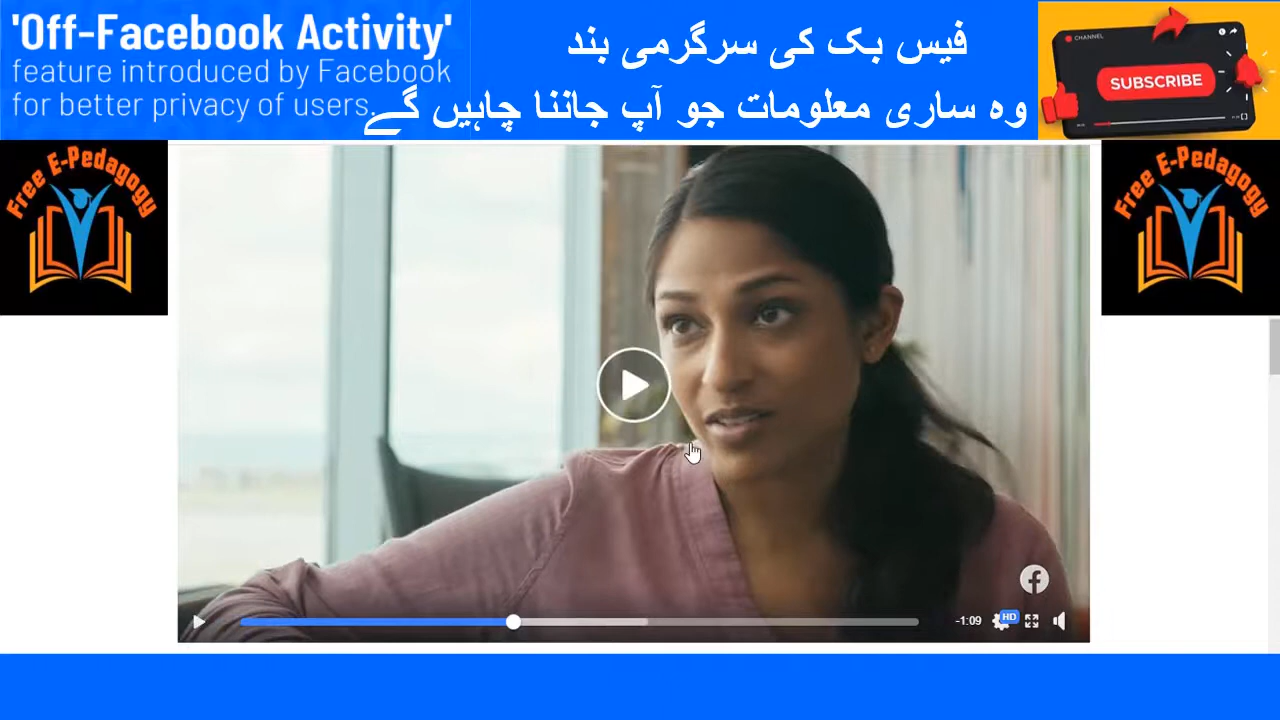 'Off-Facebook Activity'
feature introduced by Facebook
for better privacy of users.
فیس بک کی سرگرمی بند
وہ ساری معلومات جو آپ جاننا چاہیں گے
CHANNEL
SUBSCRIBE
Free E-Pedagogy
Free E-Pedagogy
-1:09
HD